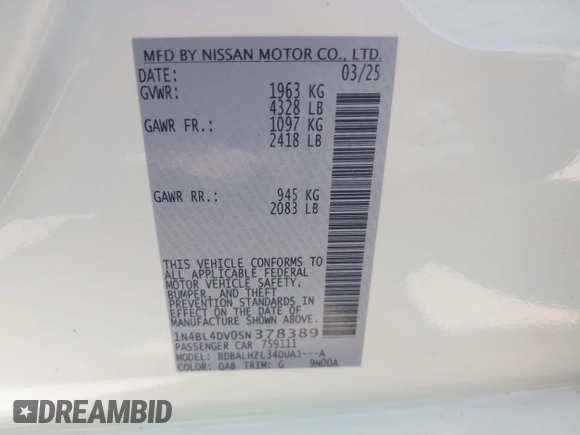 MFD BY NISSAN MOTOR CO., LTD.
DATE: 03/25
GVWR: 1963 KG
4328 LB
GAWR FR.: 1097 KG
2418 LB
GAWR RR.: 945 KG
2083 LB
THIS VEHICLE CONFORMS TO
ALL APPLICABLE FEDERAL
MOTOR VEHICLE SAFETY,
BUMPER, AND THEFT
PREVENTION STANDARDS IN
EFFECT ON THE DATE OF
MANUFACTURE SHOWN ABOVE.
1N4BL4DV0SN378389
PASSENGER CAR 759111
MODEL: BDBALHZL34DUAJ---A
COLOR: QAB TRIM: G 9N00A
DREAMBID